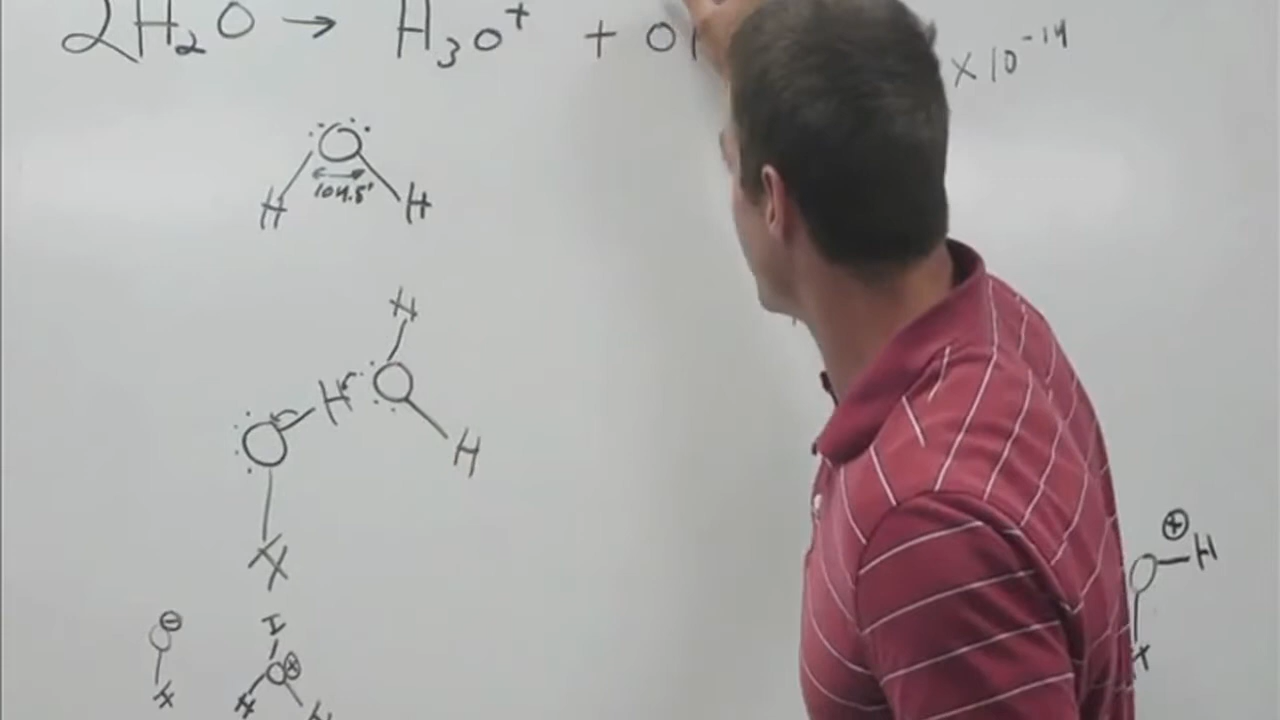 2H₂O → H₃O⁺ + O
× 10⁻¹⁴
O
104.5°
H H
H
H O
O
H
H
⊖
O H
⊕
H O ⊕
H H
H
O H
H